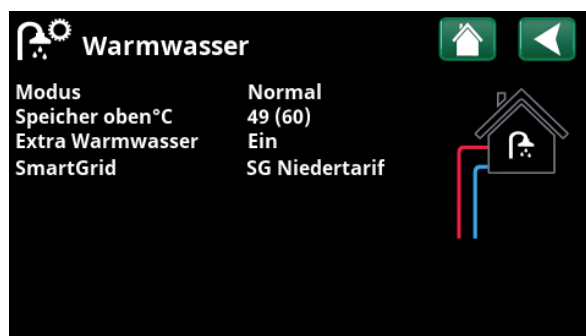 Warmwasser
Modus Normal
Speicher oben°C 49 (60)
Extra Warmwasser Ein
SmartGrid SG Niedertarif